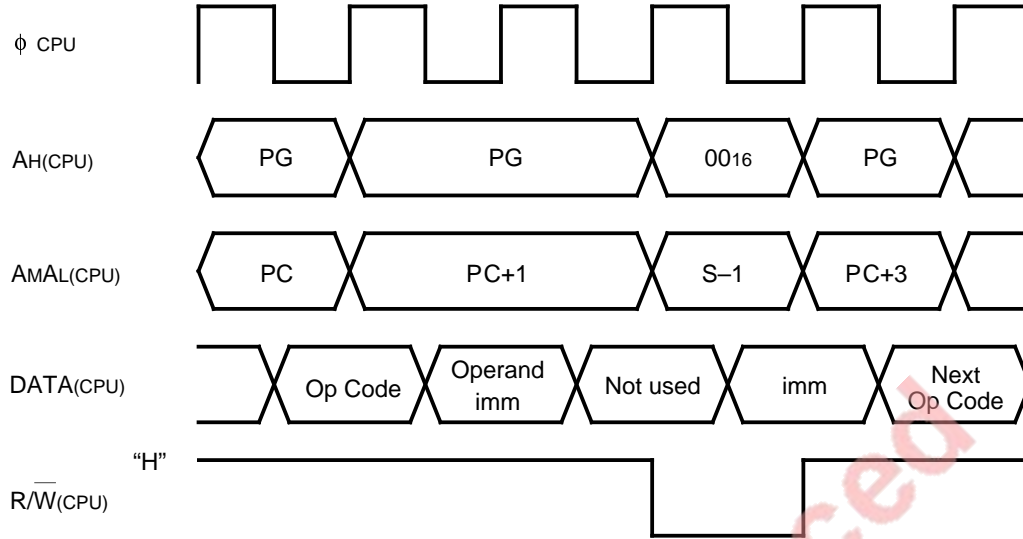 ϕ CPU
AH(CPU) PG PG 0016 PG
AMAL(CPU) PC PC+1 S–1 PC+3
DATA(CPU) Op Code Operand imm Not used imm Next Op Code
“H”
R/W̅(CPU)